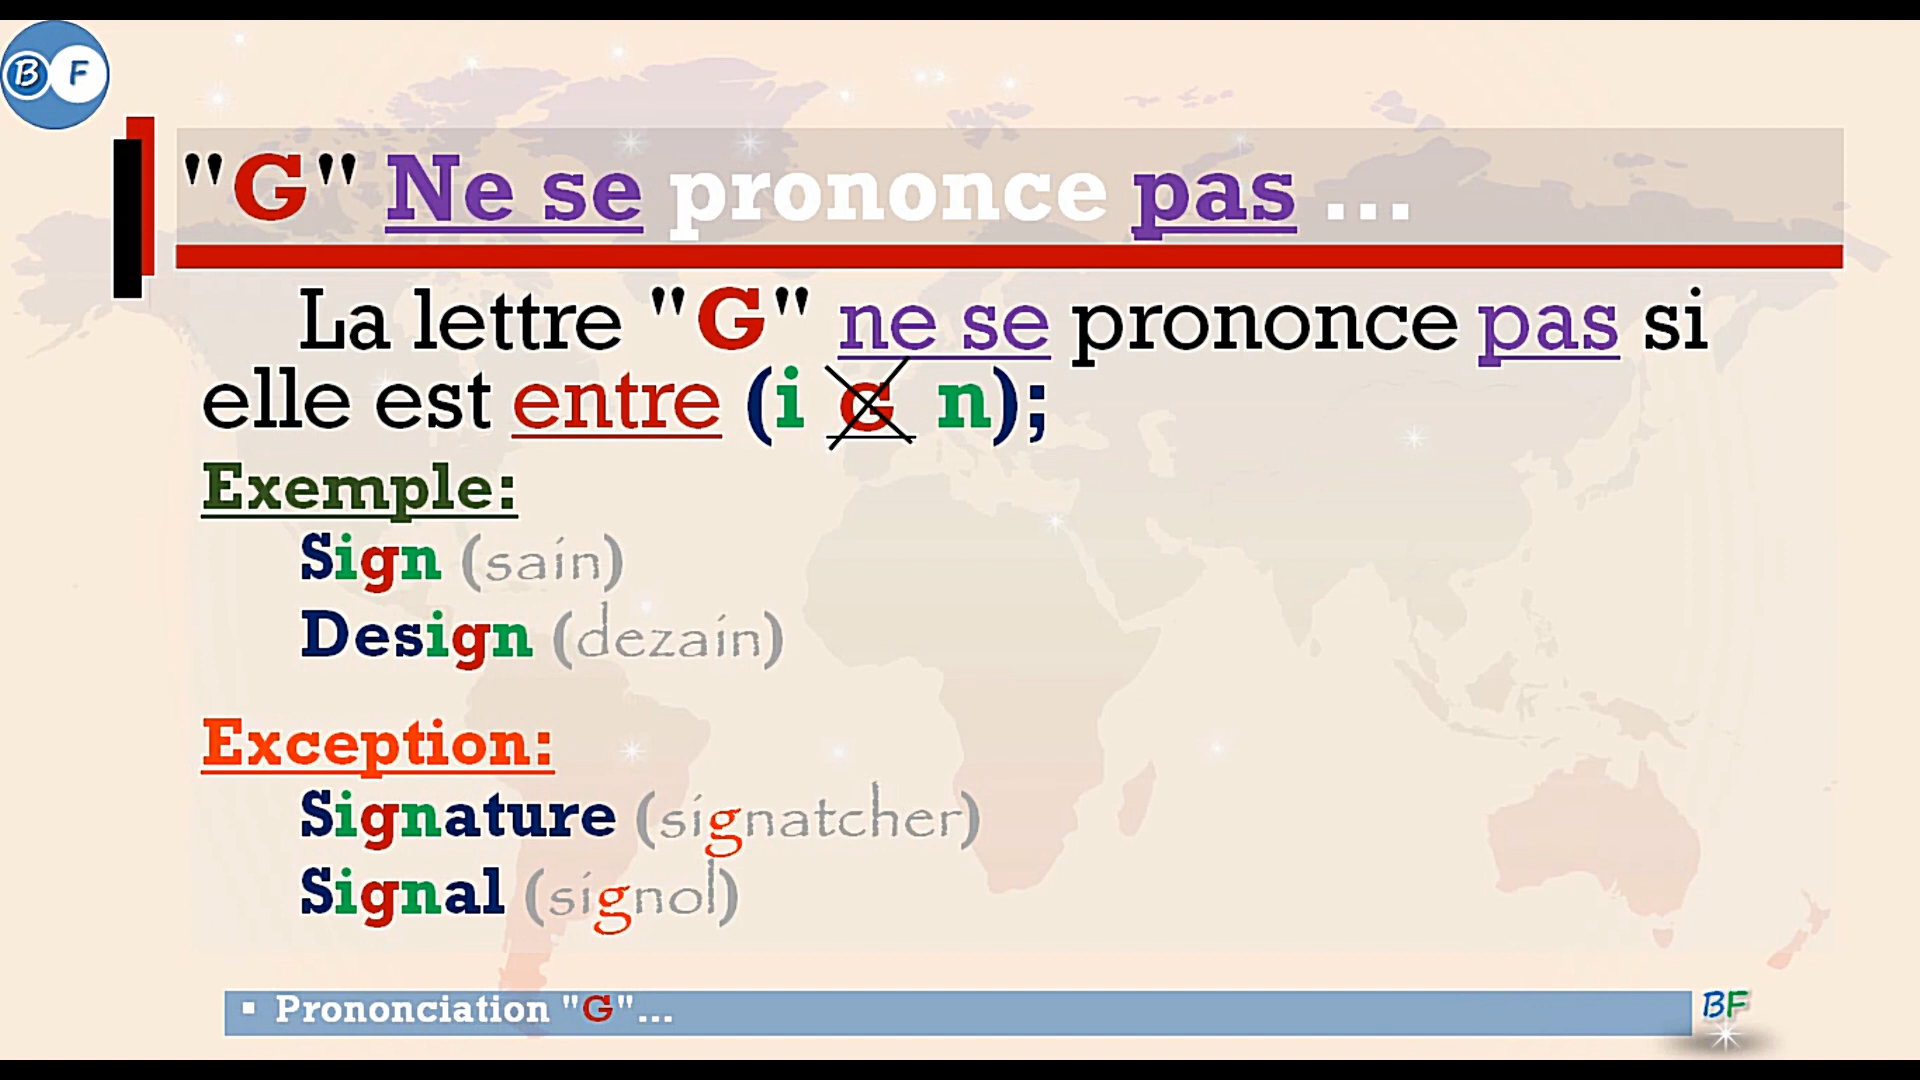 B F
"G" Ne se prononce pas ...
La lettre "G" ne se prononce pas si
elle est entre (i G n);
Exemple:
Sign (sain)
Design (dezain)
Exception:
Signature (signatcher)
Signal (signol)
▪ Prononciation "G"...
BF